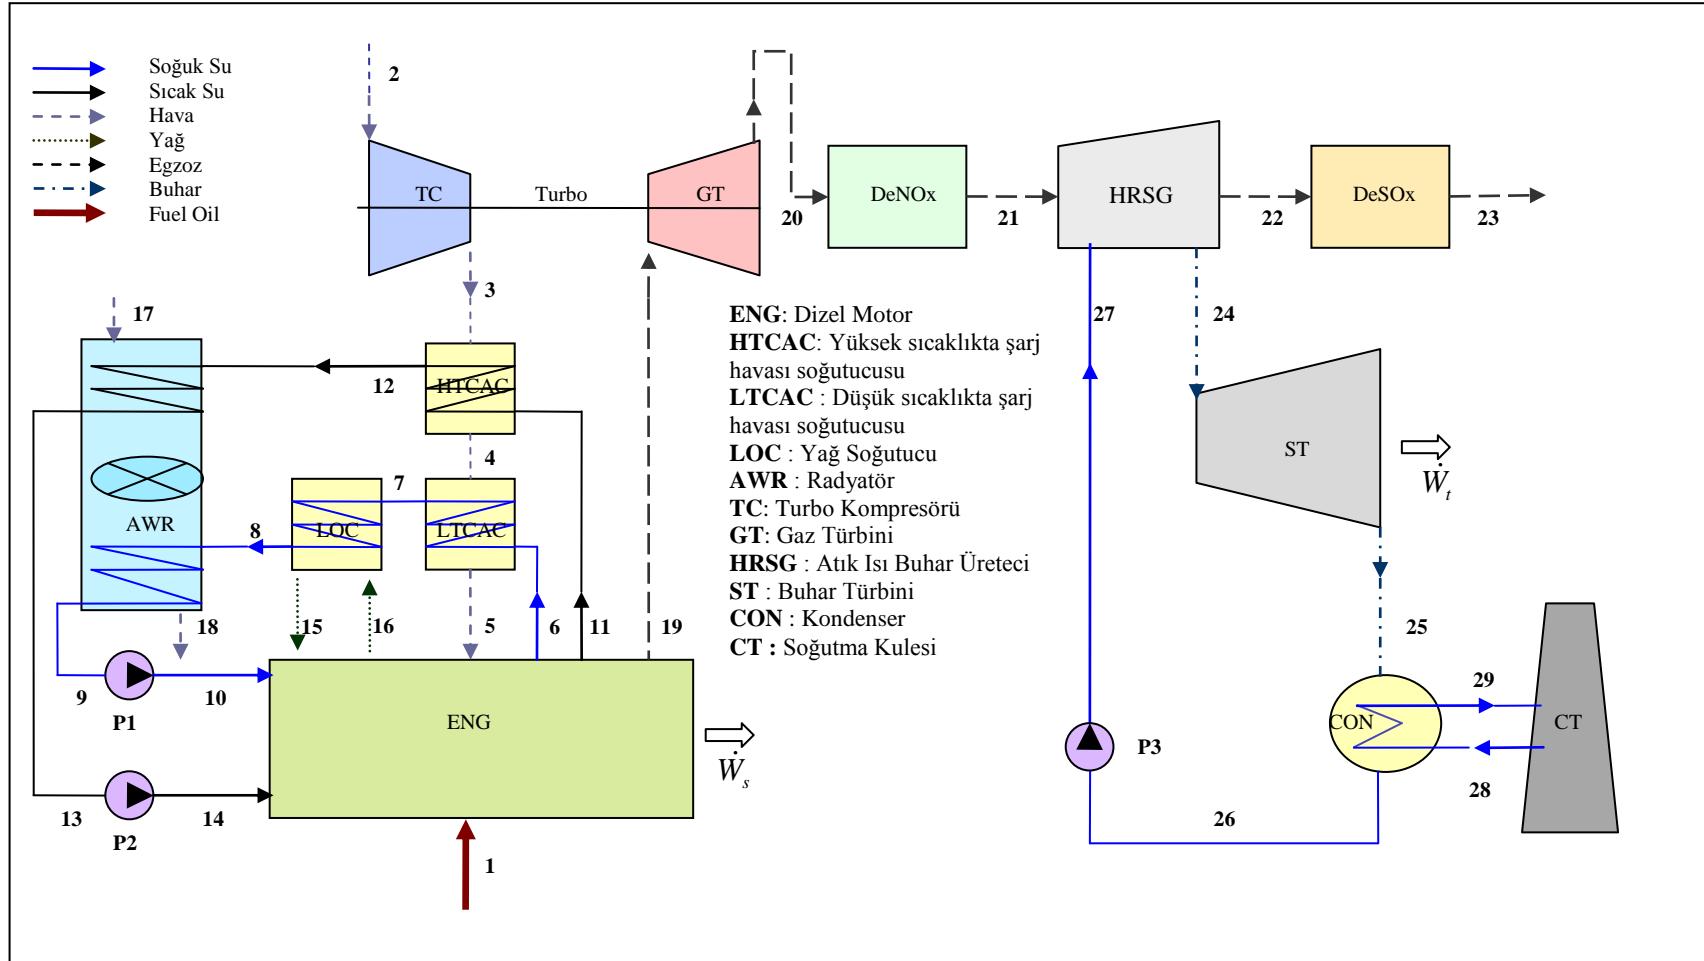 Soğuk Su
Sıcak Su
Hava
Yağ
Egzoz
Buhar
Fuel Oil
2
TC
Turbo
GT
20
DeNOx
21
HRSG
22
DeSOx
23
3
17
12
HTCAC
4
7
8
LOC
LTCAC
AWR
18
15
16
5
6
11
19
9
10
P1
ENG
Ẇs
13
14
P2
1
ENG: Dizel Motor
HTCAC: Yüksek sıcaklıkta şarj
havası soğutucusu
LTCAC : Düşük sıcaklıkta şarj
havası soğutucusu
LOC : Yağ Soğutucu
AWR : Radyatör
TC: Turbo Kompresörü
GT: Gaz Türbini
HRSG : Atık Isı Buhar Üreteci
ST : Buhar Türbini
CON : Kondenser
CT : Soğutma Kulesi
27
24
ST
Ẇt
25
29
CON
CT
28
P3
26